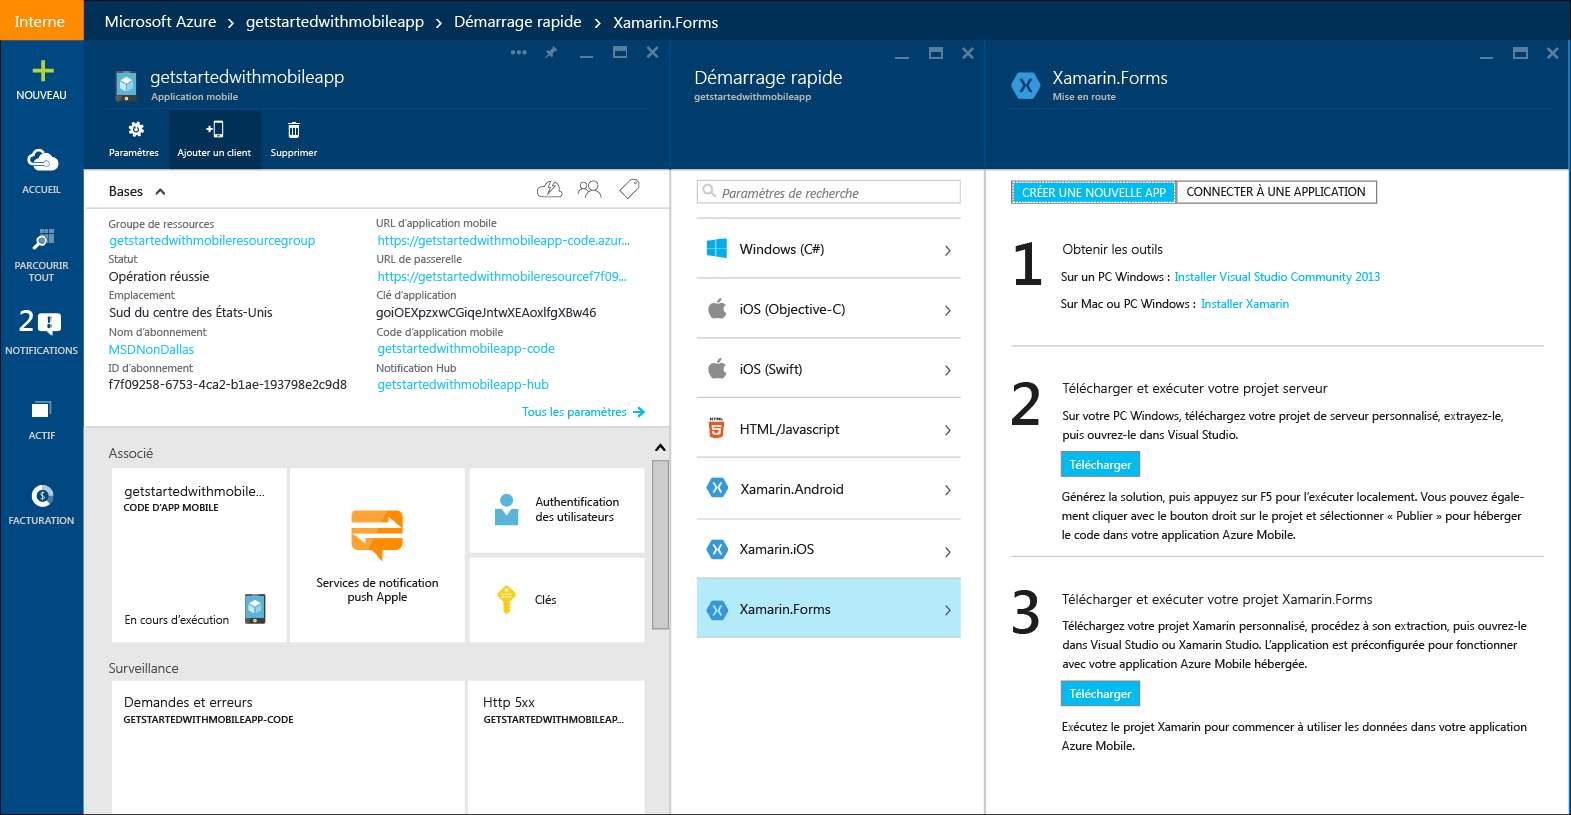 Interne
Microsoft Azure > getstartedwithmobileapp > Démarrage rapide > Xamarin.Forms
NOUVEAU
ACCUEIL
PARCOURIR
TOUT
2
NOTIFICATIONS
ACTIF
FACTURATION
getstartedwithmobileapp
Application mobile
Paramètres
Ajouter un client
Supprimer
Bases
Groupe de ressources
getstartedwithmobileresourcegroup
Statut
Opération réussie
Emplacement
Sud du centre des États-Unis
Nom d'abonnement
MSDNonDallas
ID d'abonnement
f7f09258-6753-4ca2-b1ae-193798e2c9d8
URL d'application mobile
https://getstartedwithmobileapp-code.azur...
URL de passerelle
https://getstartedwithmobileresourcef7f09...
Clé d'application
goiOEXpzxwCGiqeJntwXEAoxlfgXBw46
Code d'application mobile
getstartedwithmobileapp-code
Notification Hub
getstartedwithmobileapp-hub
Tous les paramètres
Associé
getstartedwithmobile...
CODE D'APP MOBILE
En cours d'exécution
Services de notification
push Apple
Authentification
des utilisateurs
Clés
Surveillance
Demandes et erreurs
GETSTARTEDWITHMOBILEAPP-CODE
Http 5xx
GETSTARTEDWITHMOBILEAP...
Démarrage rapide
getstartedwithmobileapp
Paramètres de recherche
Windows (C#)
iOS (Objective-C)
iOS (Swift)
HTML
HTML/Javascript
Xamarin.Android
Xamarin.iOS
Xamarin.Forms
Xamarin.Forms
Mise en route
CRÉER UNE NOUVELLE APP
CONNECTER À UNE APPLICATION
1
Obtenir les outils
Sur un PC Windows : Installer Visual Studio Community 2013
Sur Mac ou PC Windows : Installer Xamarin
2
Télécharger et exécuter votre projet serveur
Sur votre PC Windows, téléchargez votre projet de serveur personnalisé, extrayez-le,
puis ouvrez-le dans Visual Studio.
Télécharger
Générez la solution, puis appuyez sur F5 pour l'exécuter localement. Vous pouvez égale-
ment cliquer avec le bouton droit sur le projet et sélectionner « Publier » pour héberger
le code dans votre application Azure Mobile.
3
Télécharger et exécuter votre projet Xamarin.Forms
Téléchargez votre projet Xamarin personnalisé, procédez à son extraction, puis ouvrez-le
dans Visual Studio ou Xamarin Studio. L'application est préconfigurée pour fonctionner
avec votre application Azure Mobile hébergée.
Télécharger
Exécutez le projet Xamarin pour commencer à utiliser les données dans votre application
Azure Mobile.